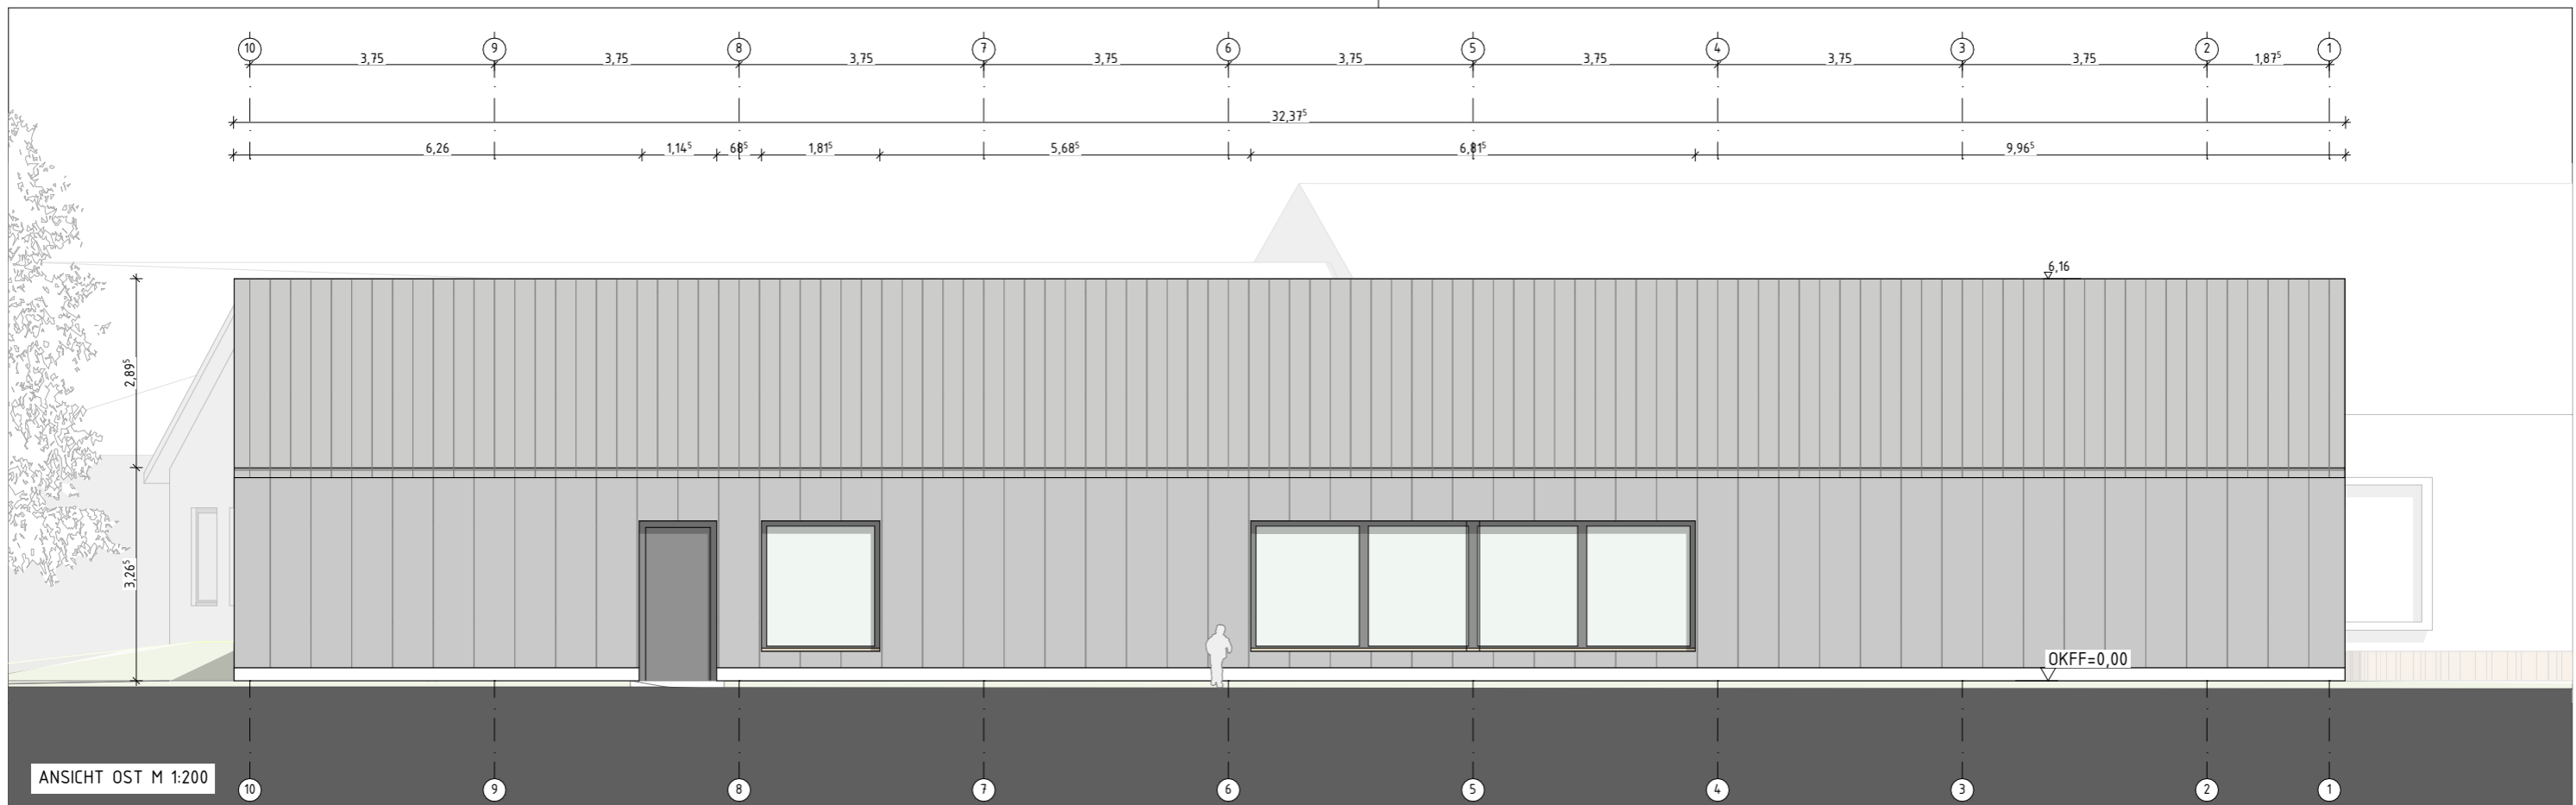 10 9 8 7 6 5 4 3 2 1
3,75 3,75 3,75 3,75 3,75 3,75 3,75 3,75 1,87⁵
32,37⁵
6,26 1,14⁵ 68⁵ 1,81⁵ 5,68⁵ 6,81⁵ 9,96⁵
6,16
2,89⁵
3,26⁵
OKFF=0,00
ANSICHT OST M 1:200
10 9 8 7 6 5 4 3 2 1